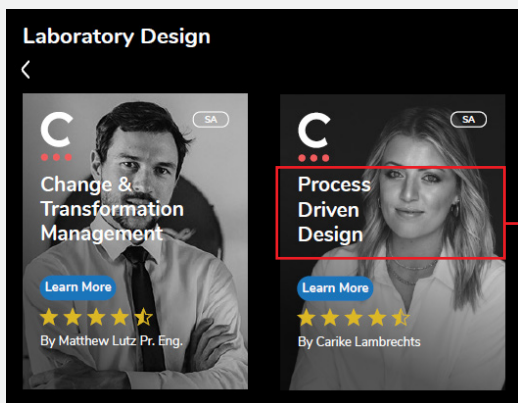 Laboratory Design
C
SA
Change &
Transformation
Management
Learn More
By Matthew Lutz Pr. Eng.
C
SA
Process
Driven
Design
Learn More
By Carike Lambrechts